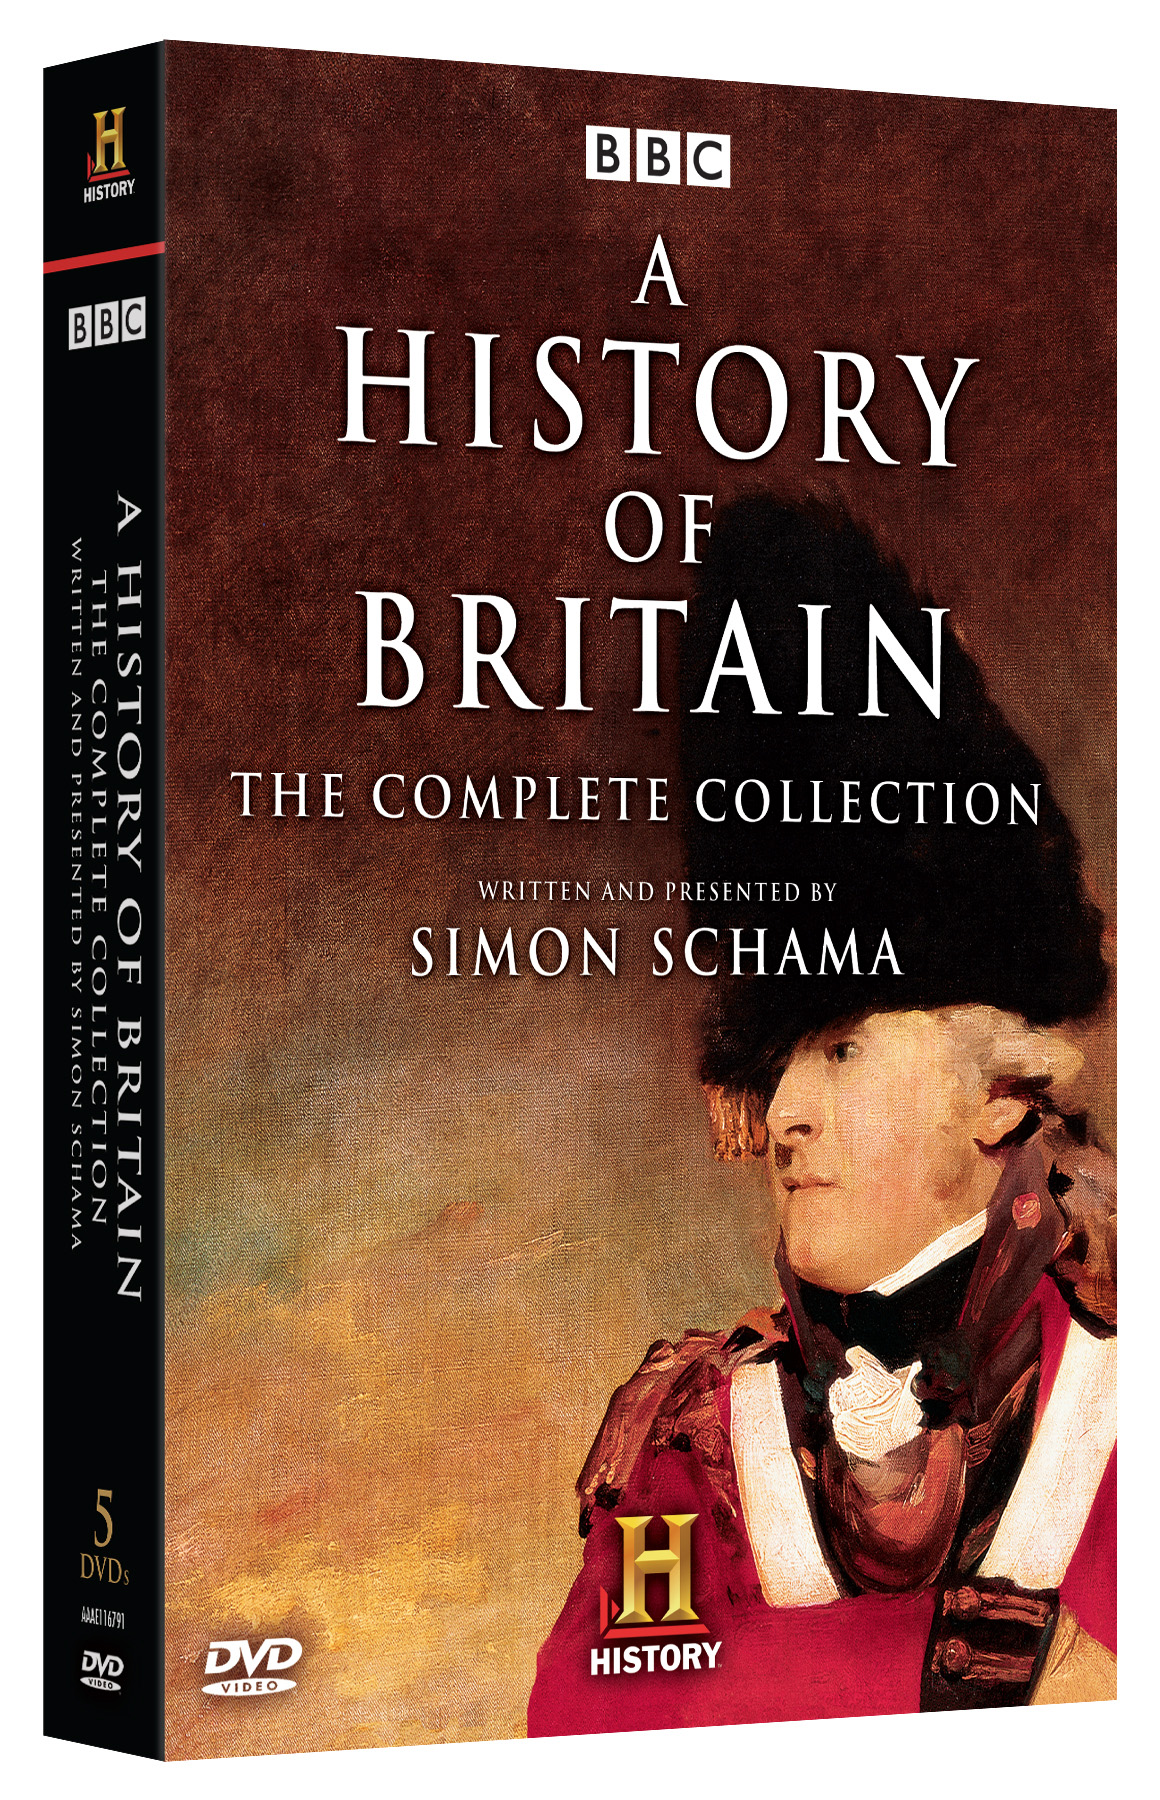 H
HISTORY
BBC
A HISTORY OF BRITAIN
THE COMPLETE COLLECTION
WRITTEN AND PRESENTED BY SIMON SCHAMA
5
DVDs
AAAE116791
DVD
VIDEO
BBC
A
HISTORY
OF
BRITAIN
THE COMPLETE COLLECTION
WRITTEN AND PRESENTED BY
SIMON SCHAMA
H
HISTORY
DVD
VIDEO